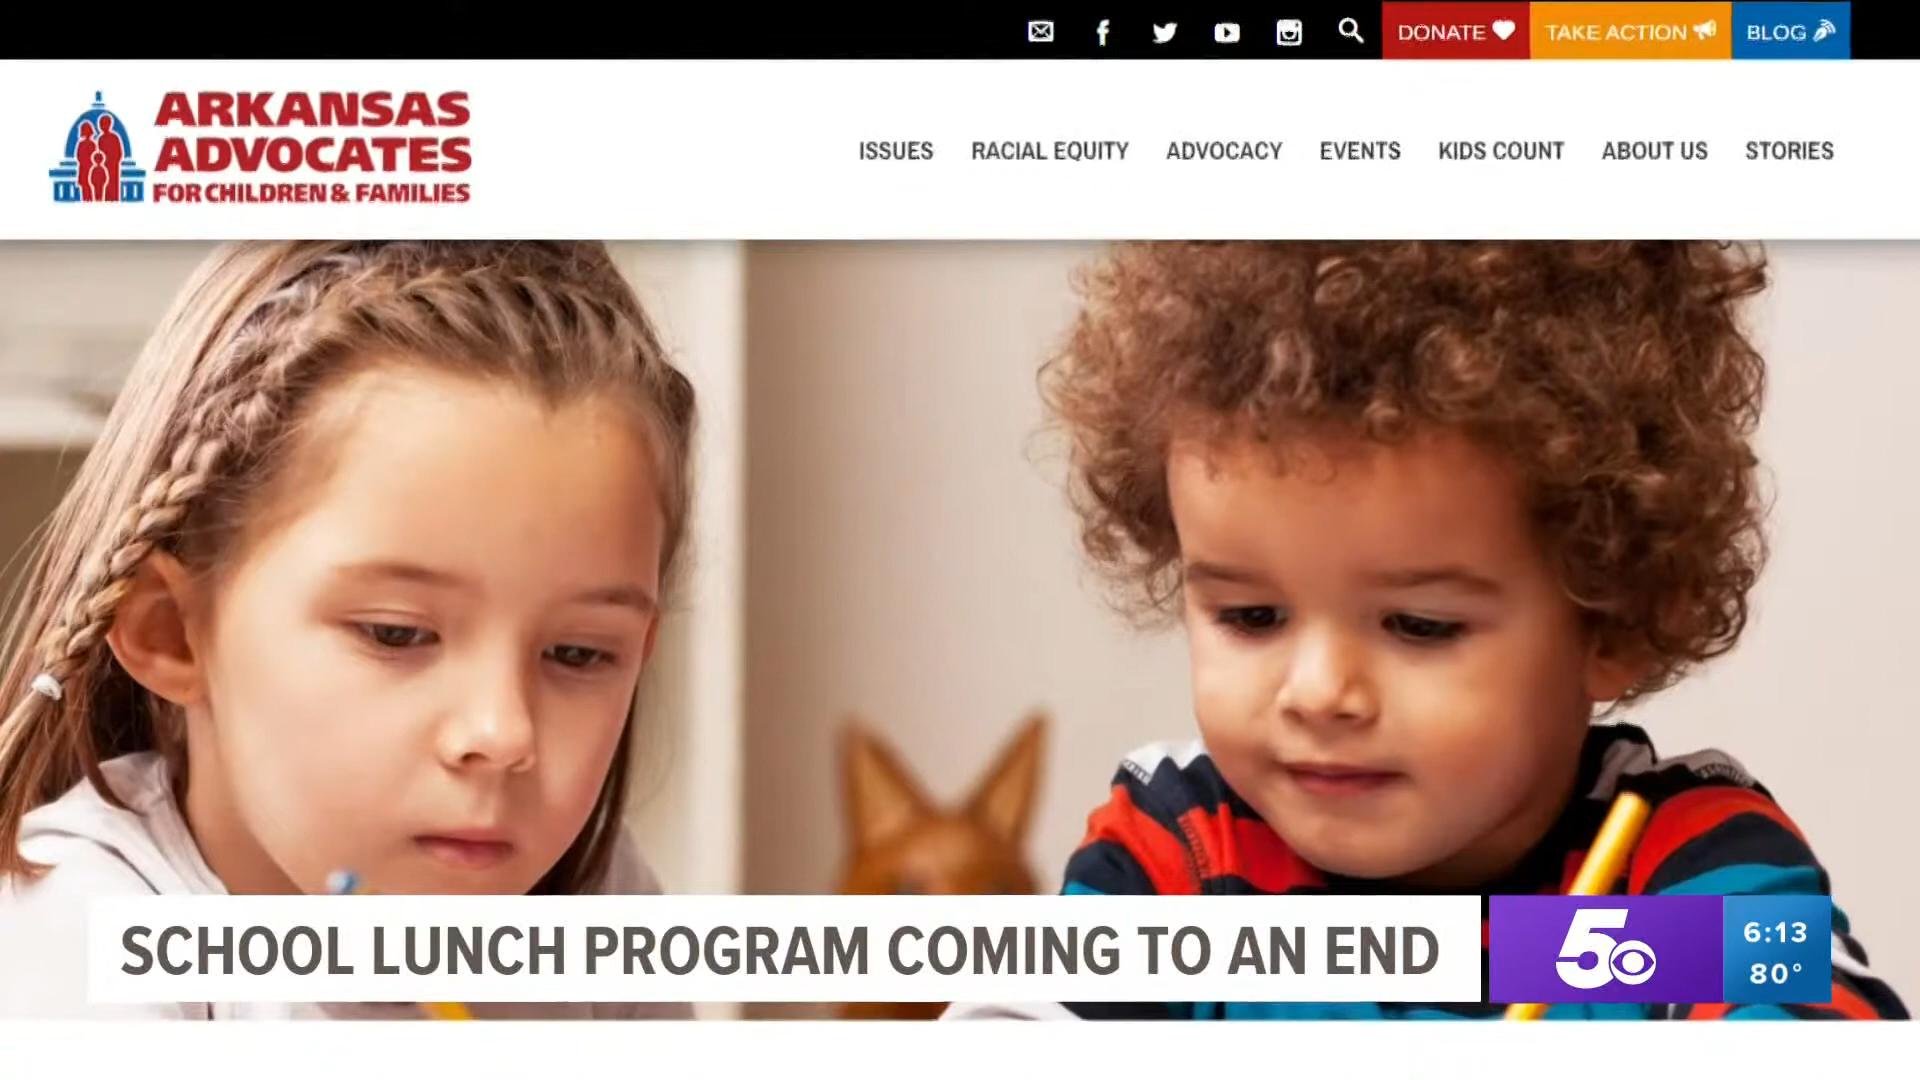 DONATE
TAKE ACTION
BLOG
ARKANSAS
ADVOCATES
FOR CHILDREN & FAMILIES
ISSUES
RACIAL EQUITY
ADVOCACY
EVENTS
KIDS COUNT
ABOUT US
STORIES
SCHOOL LUNCH PROGRAM COMING TO AN END
5
6:13
80°